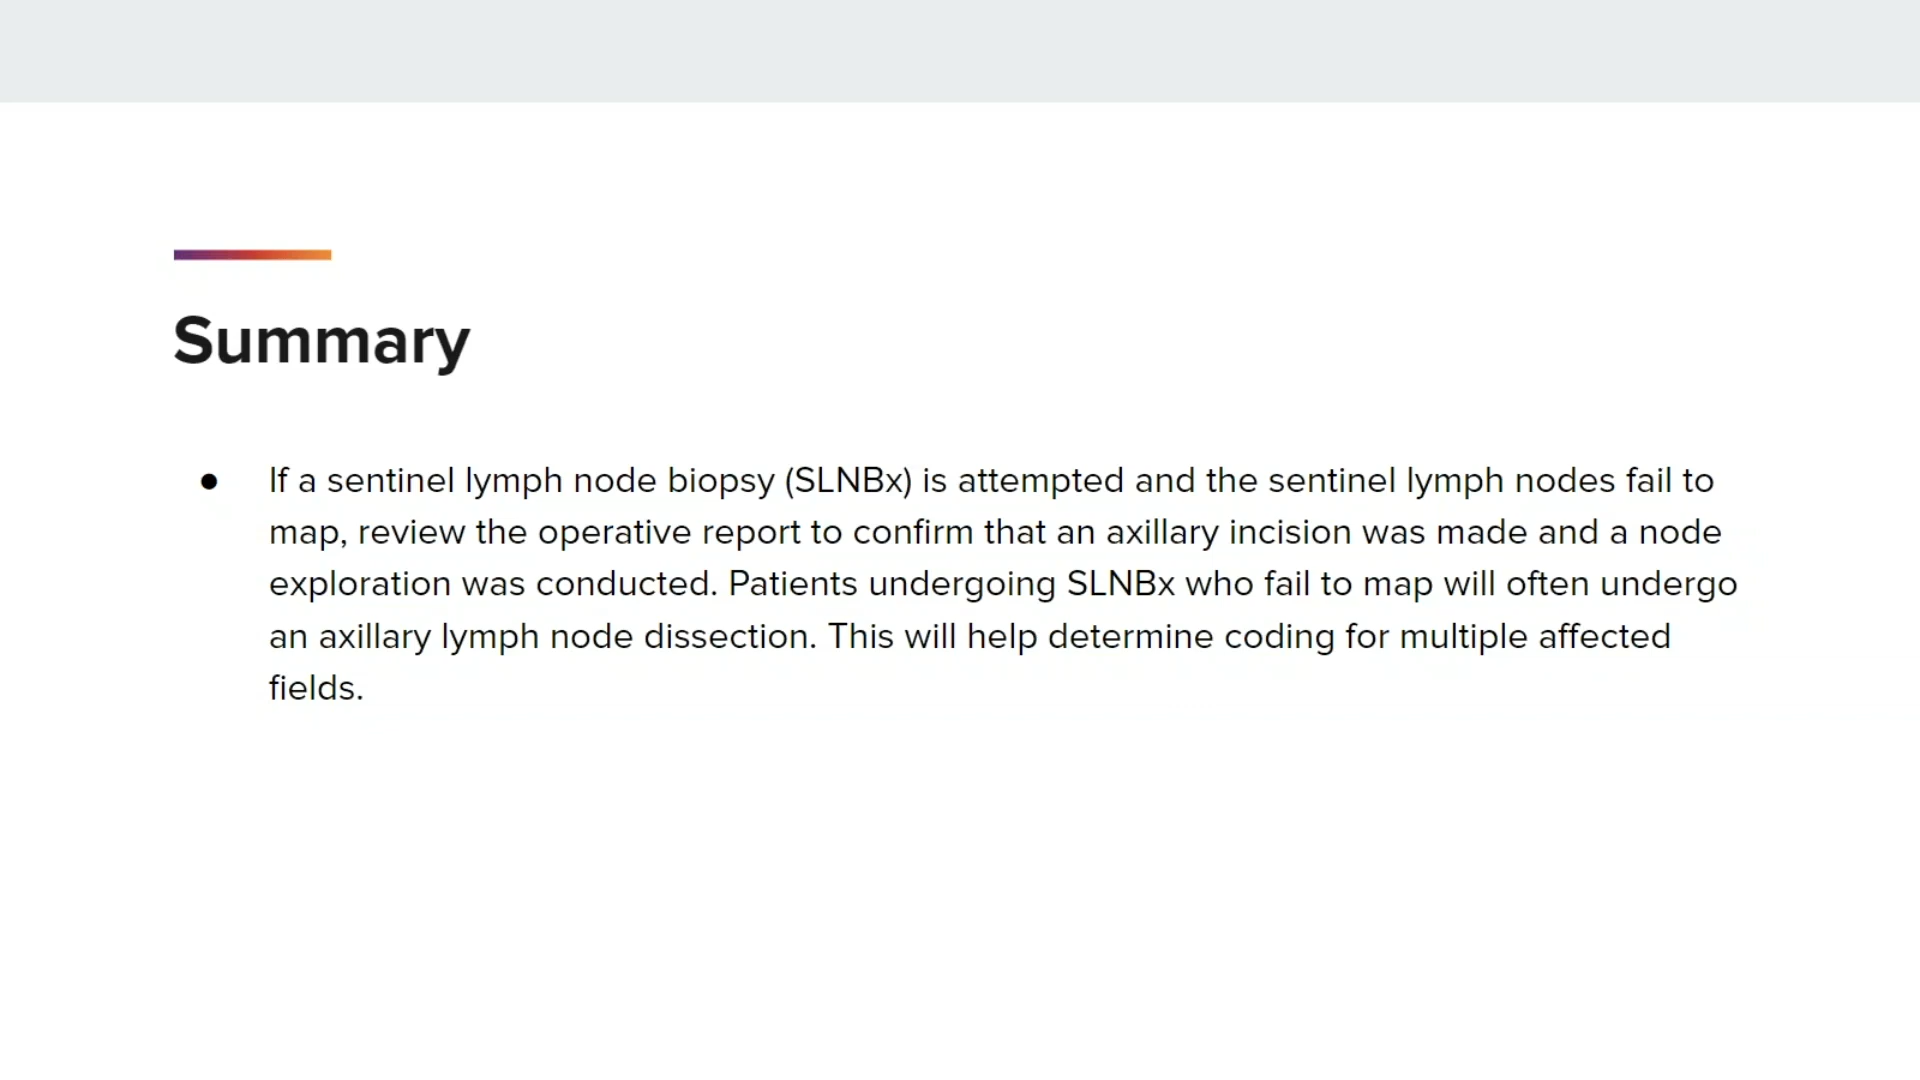 Summary
● If a sentinel lymph node biopsy (SLNBx) is attempted and the sentinel lymph nodes fail to
map, review the operative report to confirm that an axillary incision was made and a node
exploration was conducted. Patients undergoing SLNBx who fail to map will often undergo
an axillary lymph node dissection. This will help determine coding for multiple affected
fields.